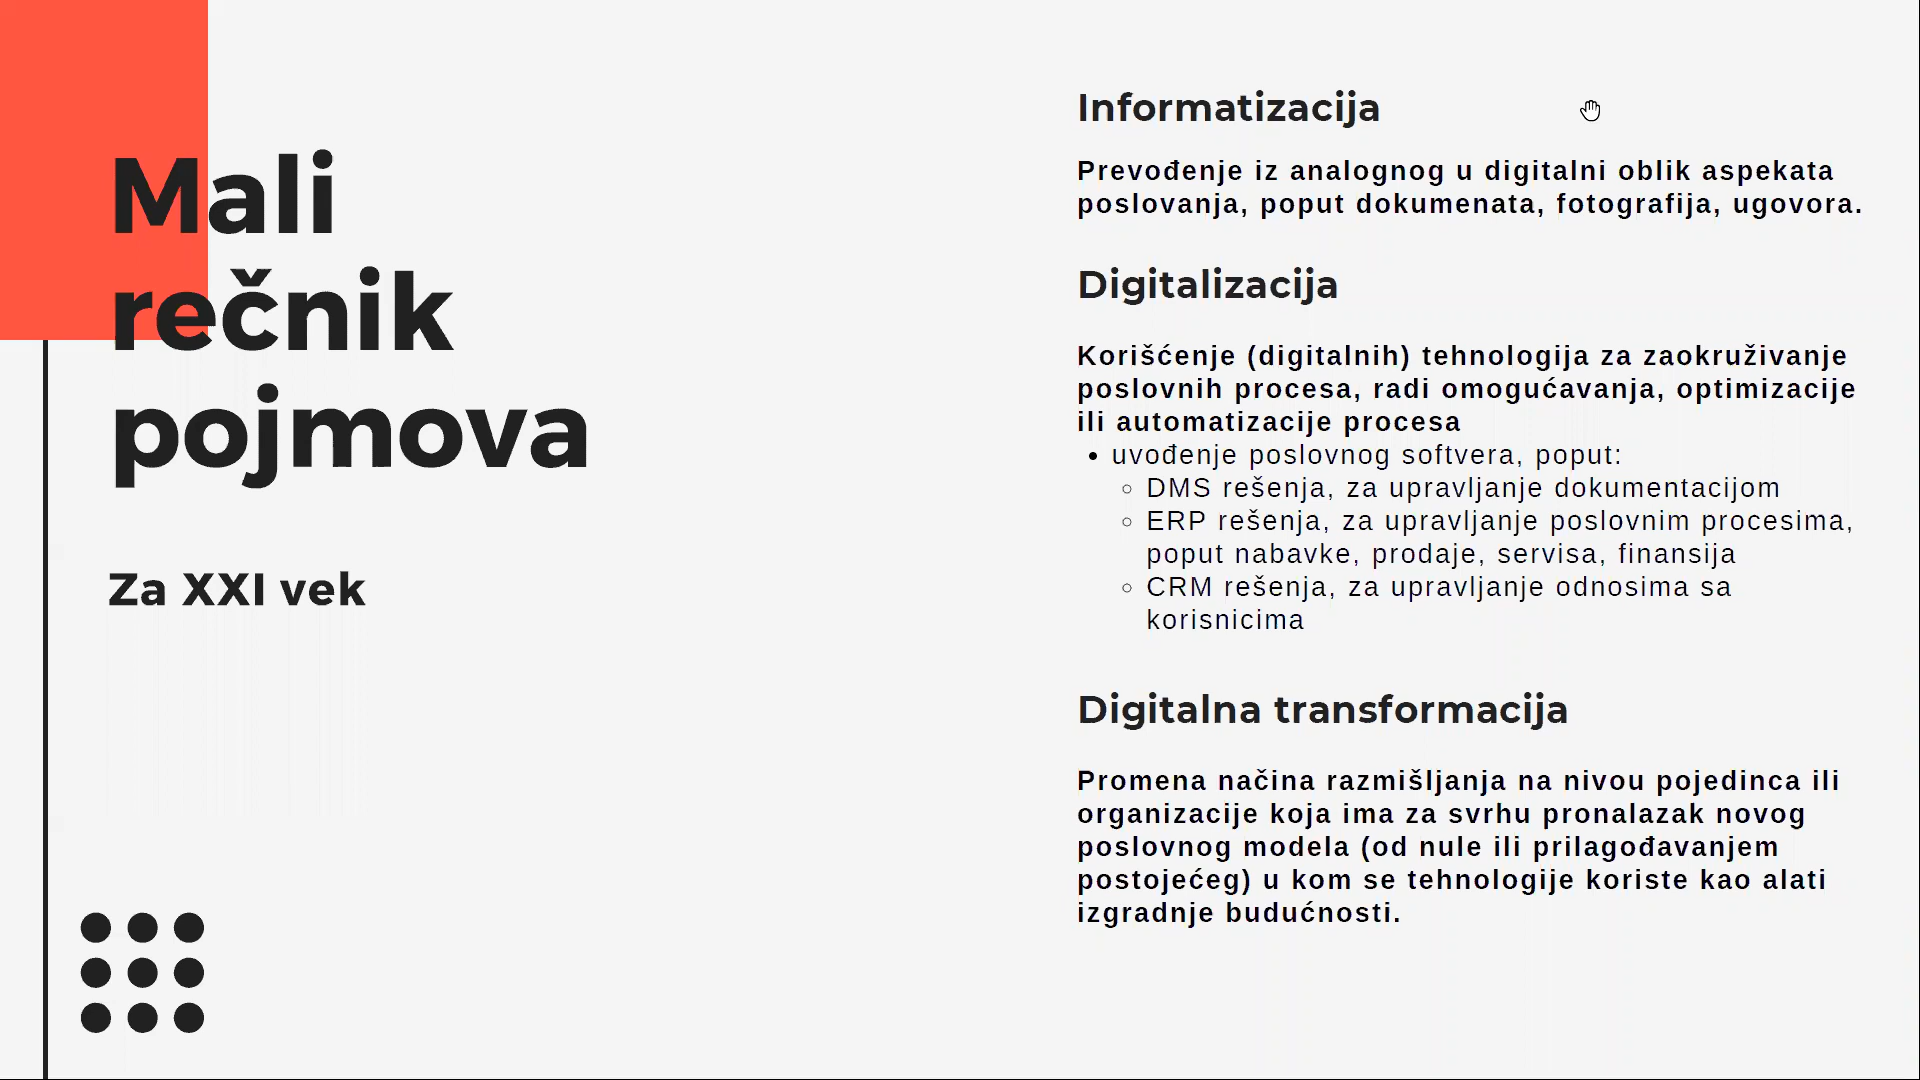 Mali
rečnik
pojmova
Za XXI vek
Informatizacija
Prevođenje iz analognog u digitalni oblik aspekata
poslovanja, poput dokumenata, fotografija, ugovora.
Digitalizacija
Korišćenje (digitalnih) tehnologija za zaokruživanje
poslovnih procesa, radi omogućavanja, optimizacije
ili automatizacije procesa
• uvođenje poslovnog softvera, poput:
○ DMS rešenja, za upravljanje dokumentacijom
○ ERP rešenja, za upravljanje poslovnim procesima,
poput nabavke, prodaje, servisa, finansija
○ CRM rešenja, za upravljanje odnosima sa
korisnicima
Digitalna transformacija
Promena načina razmišljanja na nivou pojedinca ili
organizacije koja ima za svrhu pronalazak novog
poslovnog modela (od nule ili prilagođavanjem
postojećeg) u kom se tehnologije koriste kao alati
izgradnje budućnosti.